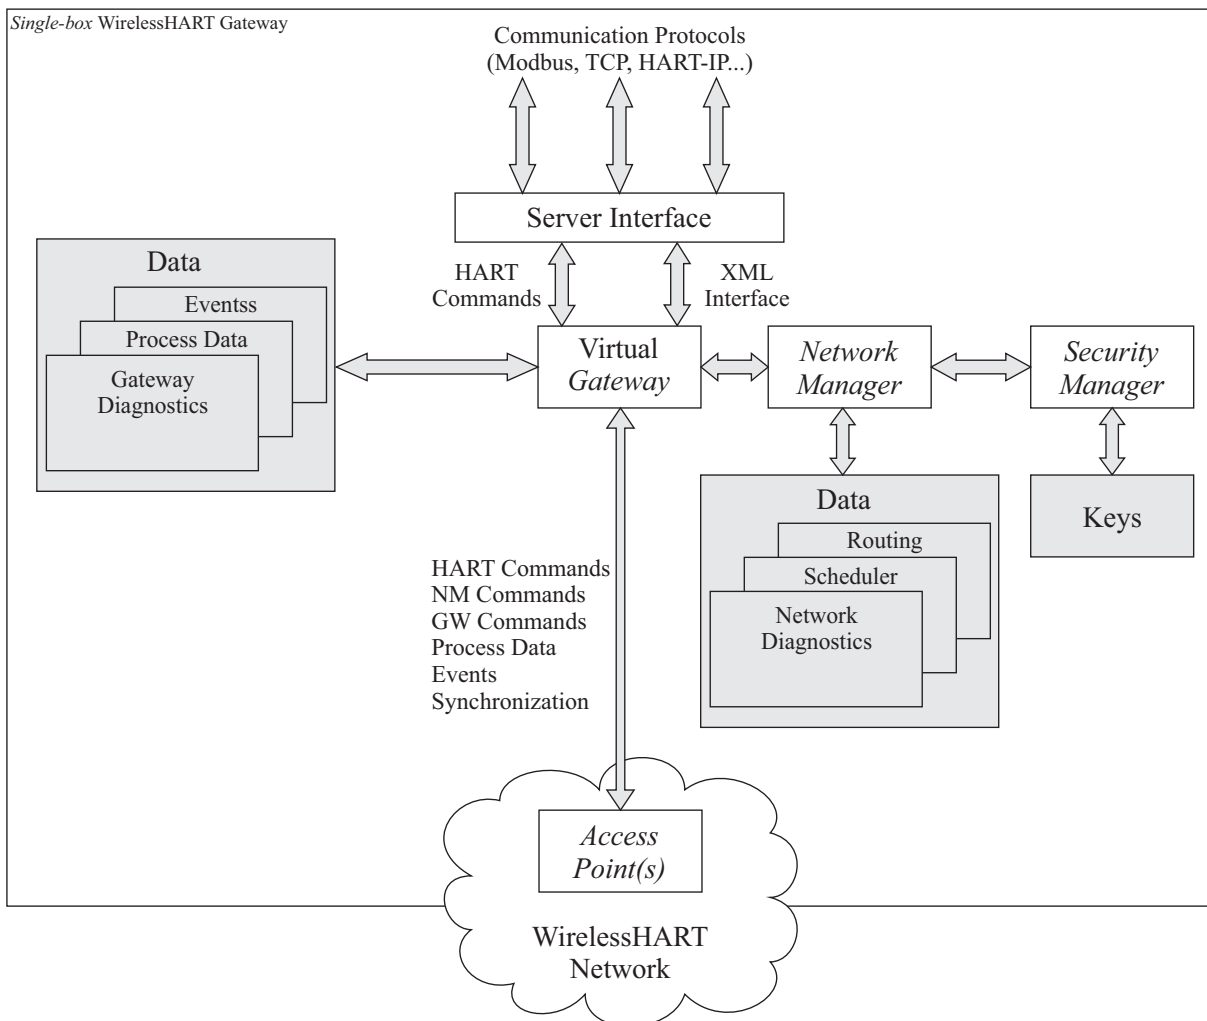 Single-box WirelessHART Gateway
Communication Protocols
(Modbus, TCP, HART-IP...)
Server Interface
HART
Commands
XML
Interface
Data
Eventss
Process Data
Gateway
Diagnostics
Virtual
Gateway
Network
Manager
Security
Manager
Data
Routing
Scheduler
Network
Diagnostics
Keys
HART Commands
NM Commands
GW Commands
Process Data
Events
Synchronization
Access
Point(s)
WirelessHART
Network